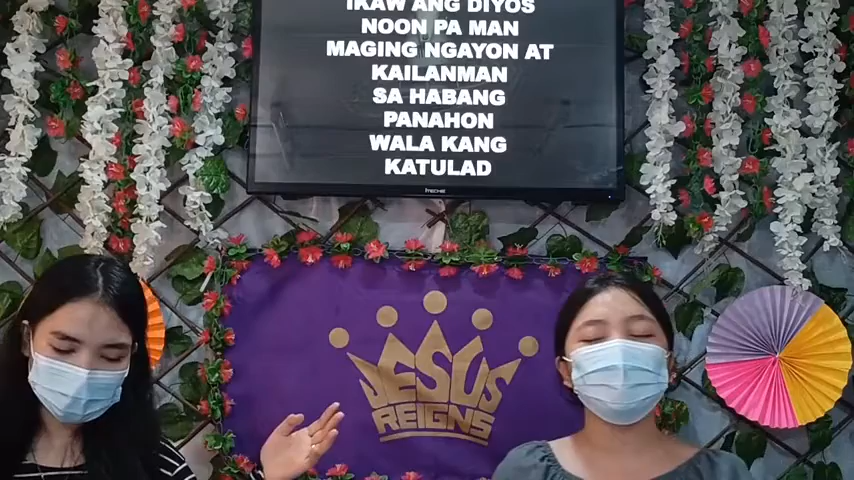 IKAW ANG DIYOS
NOON PA MAN
MAGING NGAYON AT
KAILANMAN
SA HABANG
PANAHON
WALA KANG
KATULAD
JESUS
REIGNS